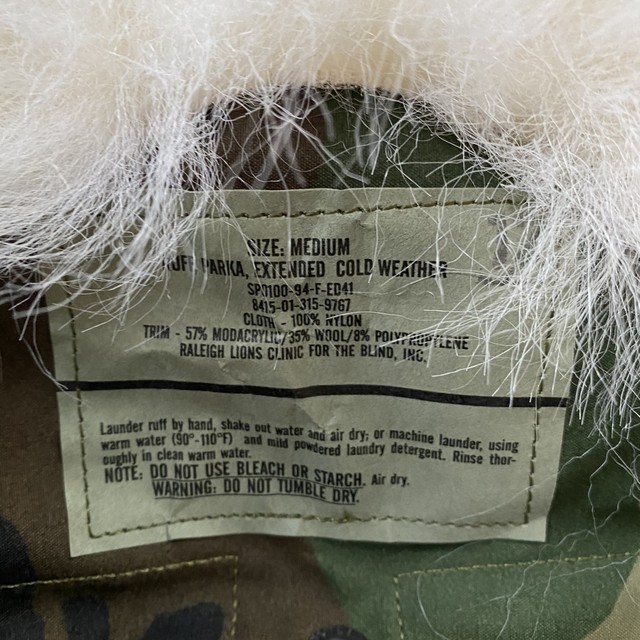 SIZE: MEDIUM
RUFF PARKA, EXTENDED COLD WEATHER
SPO100-94-F-ED41
8415-01-315-9767
CLOTH - 100% NYLON
TRIM - 57% MODACRYLIC/35% WOOL/8% POLYPROPYLENE
RALEIGH LIONS CLINIC FOR THE BLIND, INC.
Launder ruff by hand, shake out water and air dry; or machine launder, using
warm water (90°-110°F) and mild powdered laundry detergent. Rinse thor-
oughly in clean warm water.
NOTE: DO NOT USE BLEACH OR STARCH. Air dry.
WARNING: DO NOT TUMBLE DRY.